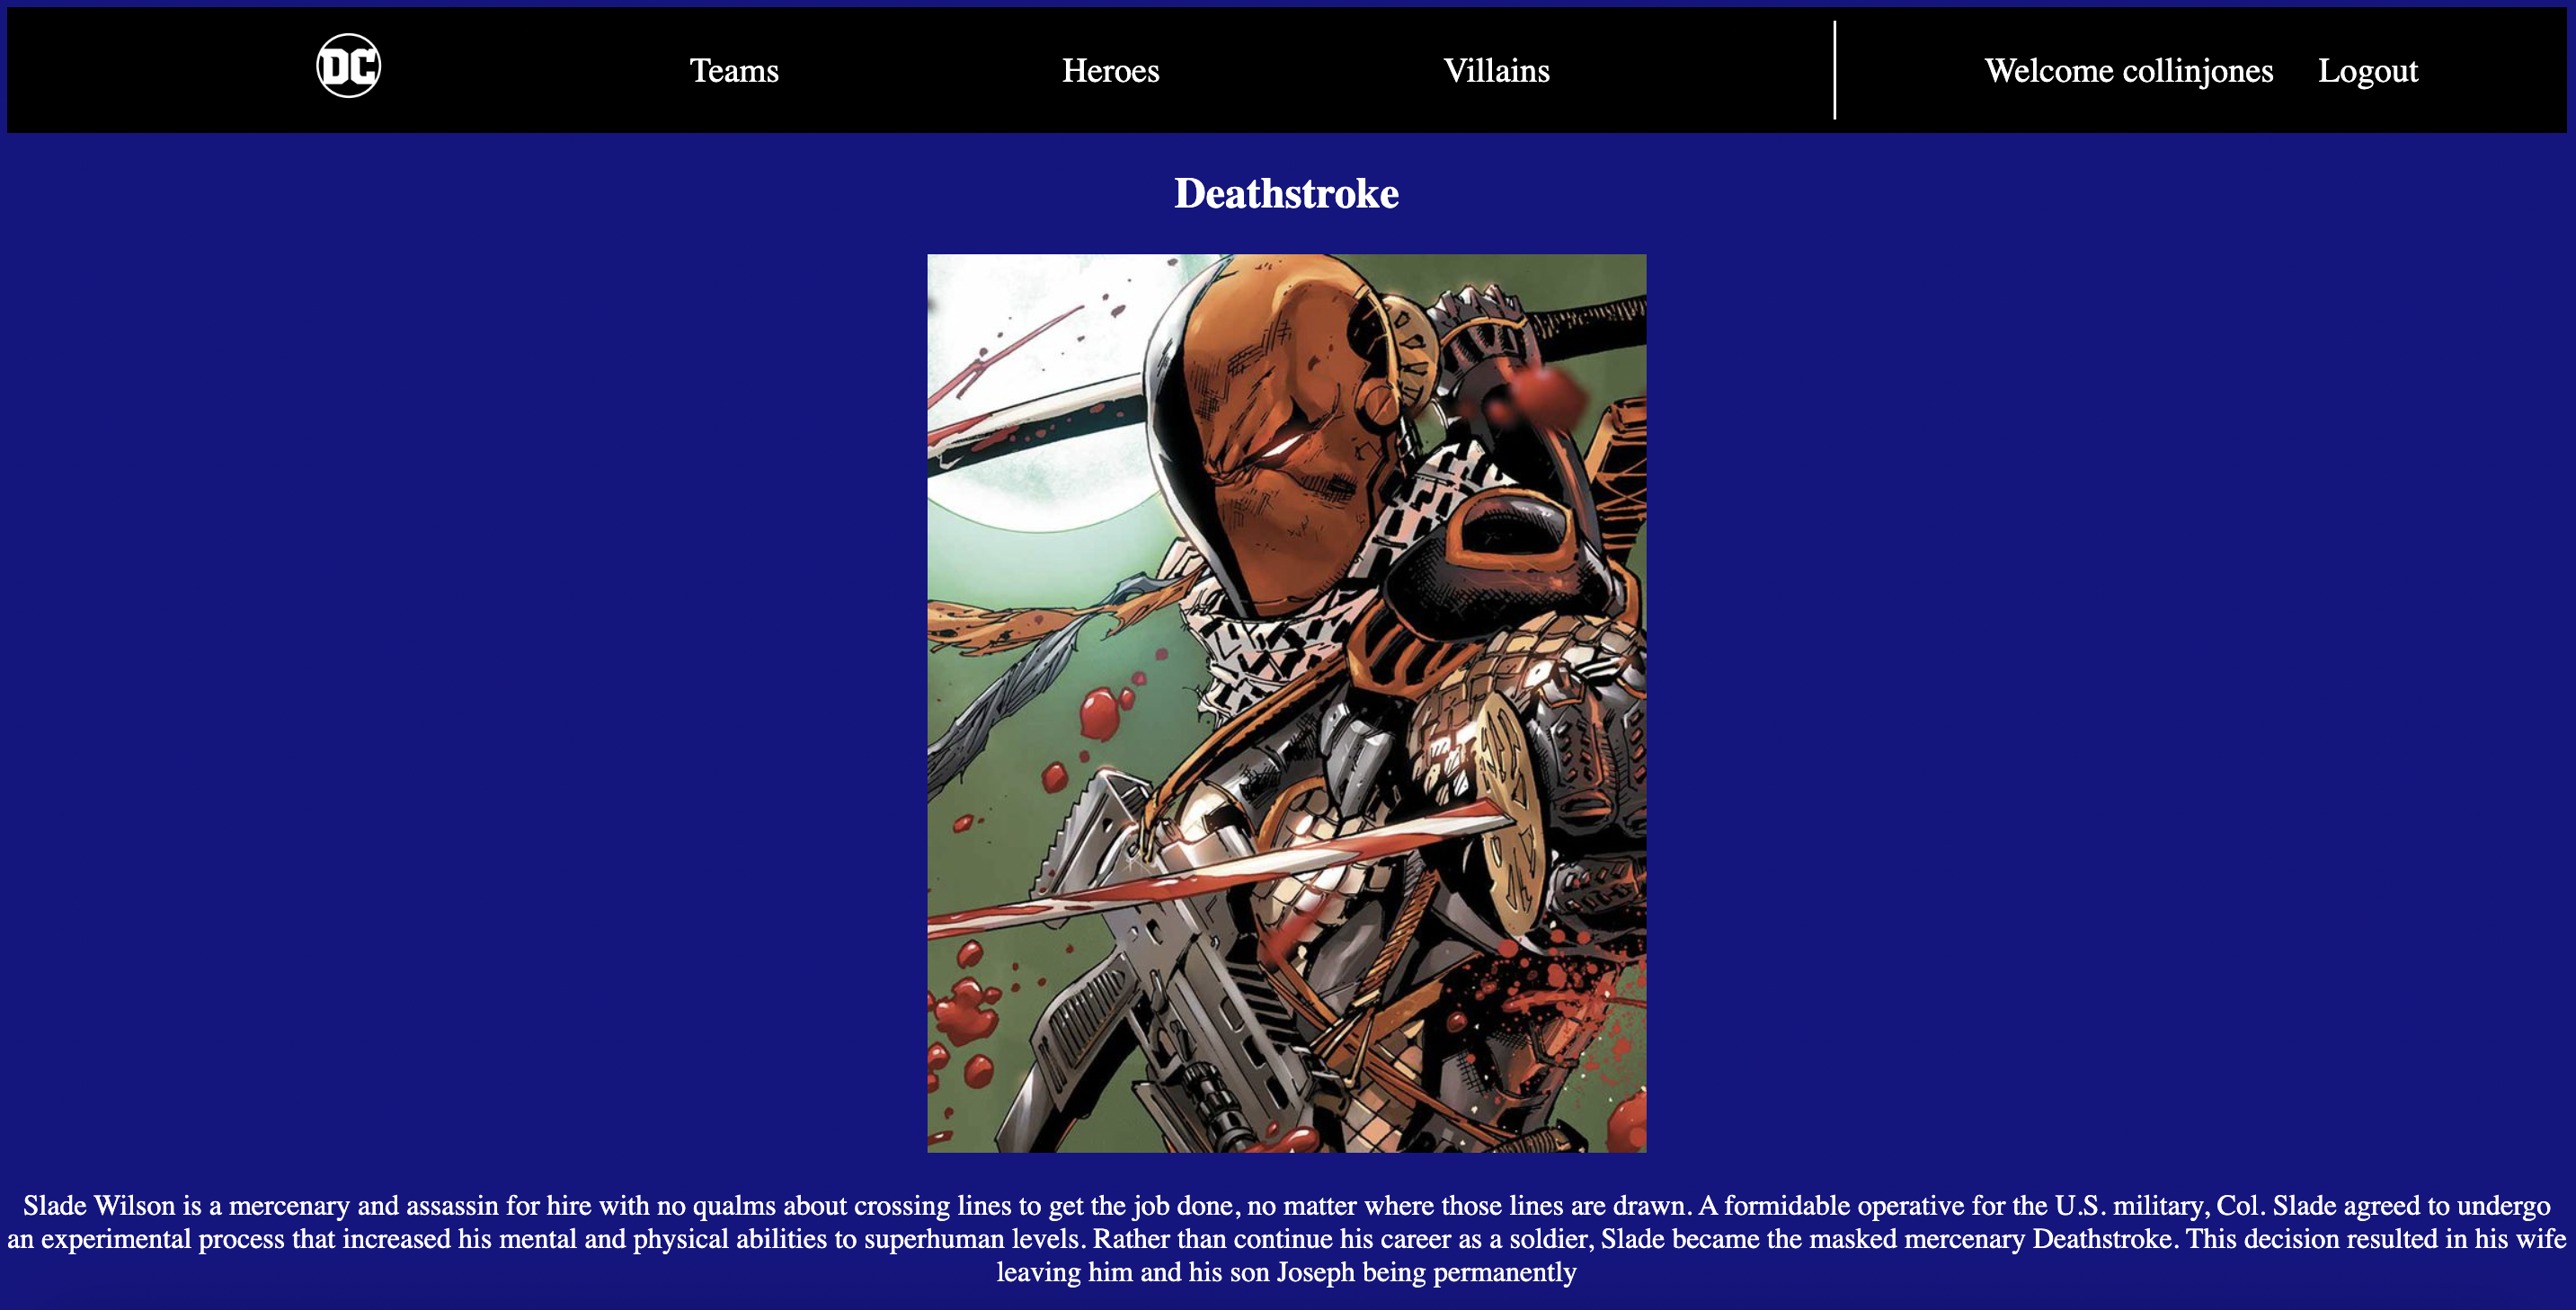 DC
Teams
Heroes
Villains
Welcome collinjones
Logout
Deathstroke
Slade Wilson is a mercenary and assassin for hire with no qualms about crossing lines to get the job done, no matter where those lines are drawn. A formidable operative for the U.S. military, Col. Slade agreed to undergo
an experimental process that increased his mental and physical abilities to superhuman levels. Rather than continue his career as a soldier, Slade became the masked mercenary Deathstroke. This decision resulted in his wife
leaving him and his son Joseph being permanently